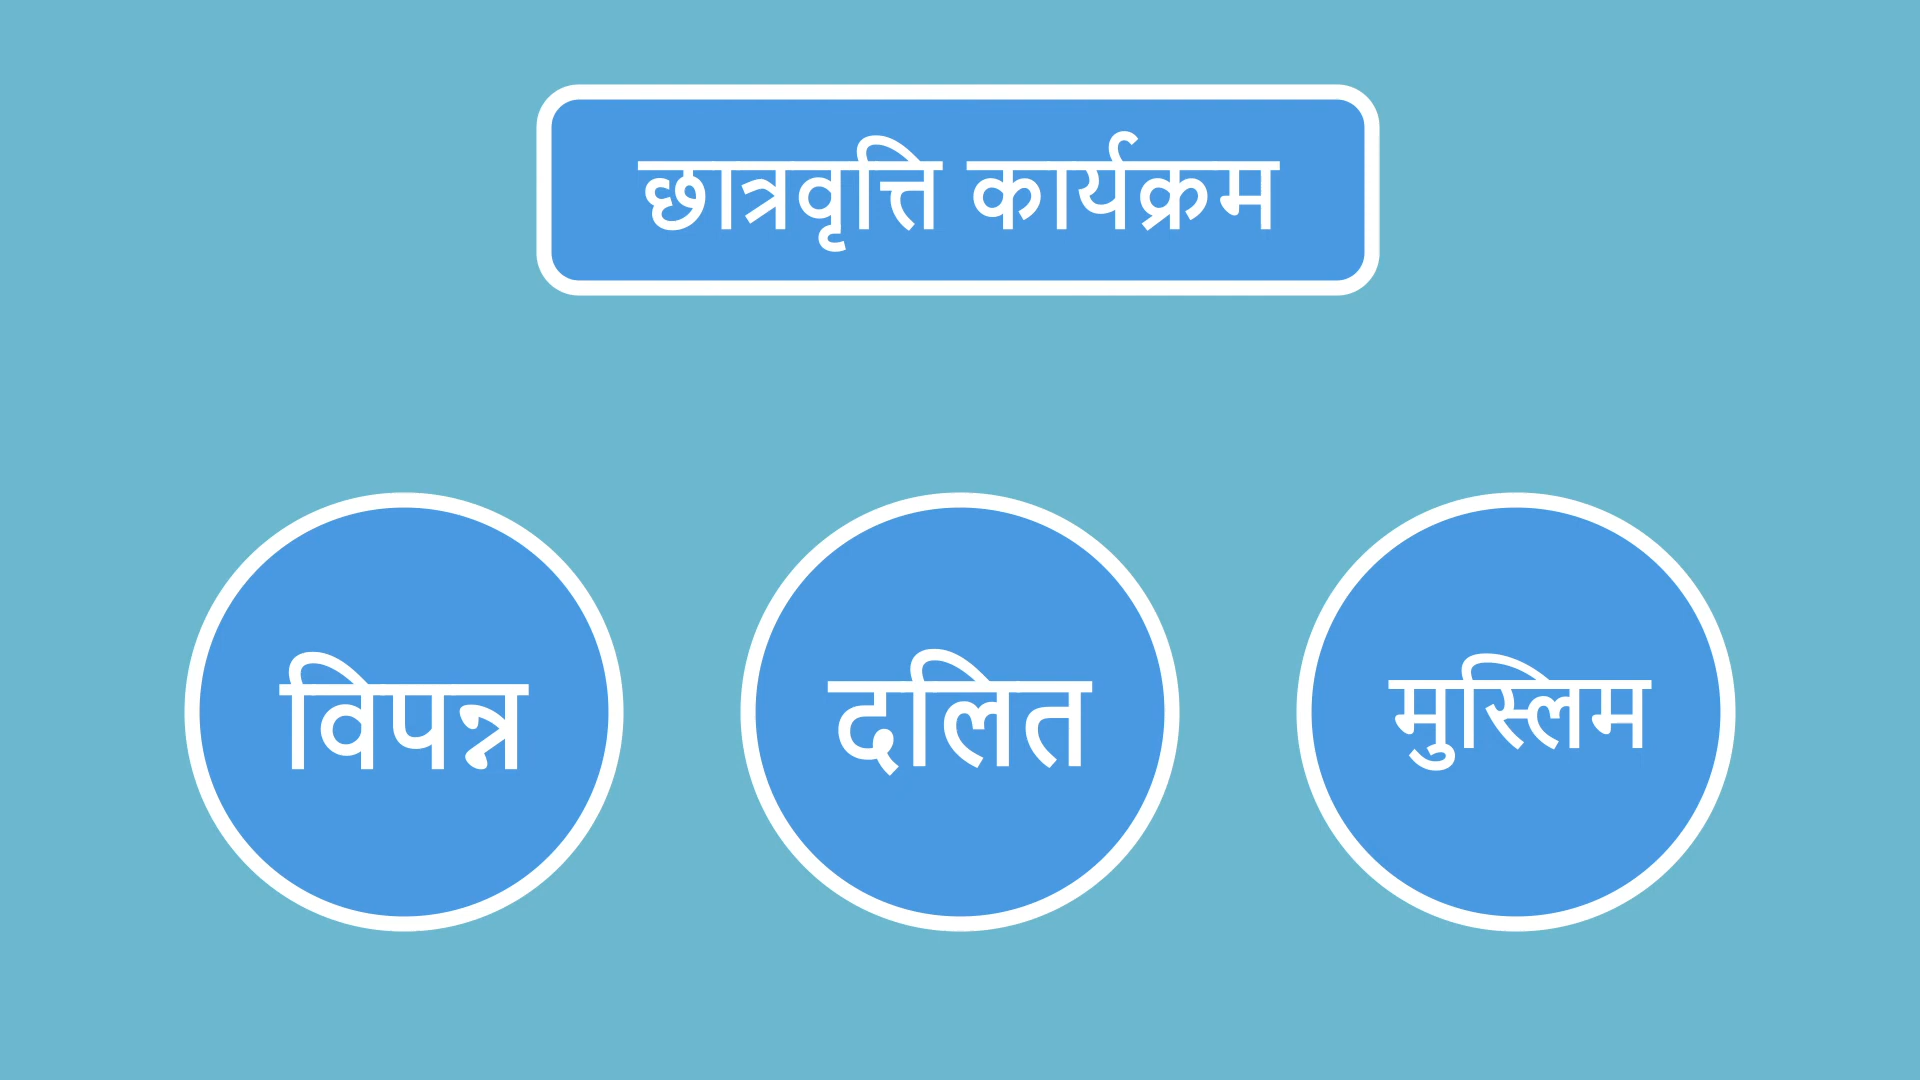 छात्रवृत्ति कार्यक्रम
विपन्न
दलित
मुस्लिम